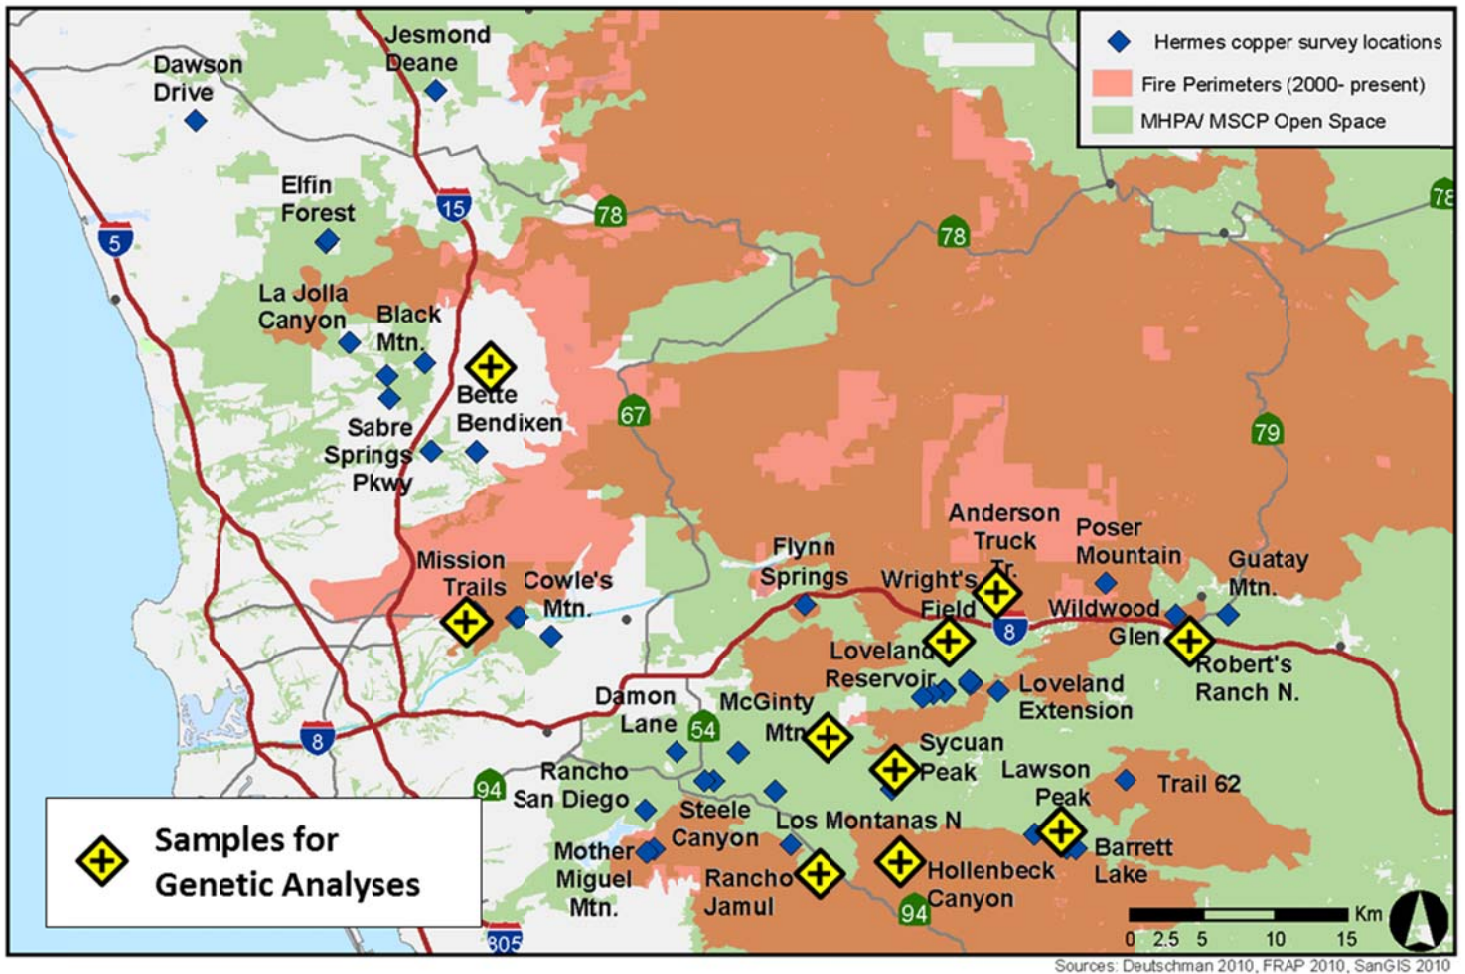 Jesmond
Deane
Dawson
Drive
Hermes copper survey locations
Fire Perimeters (2000- present)
MHPA/ MSCP Open Space
Elfin
Forest
15
5
78
78
78
La Jolla
Canyon
Black
Mtn.
Bette
Bendixen
67
79
Sabre
Springs
Pkwy
Mission
Trails
Cowle's
Mtn.
Flynn
Springs
Anderson
Truck
Tr.
Poser
Mountain
Guatay
Mtn.
Wright's
Field
8
Wildwood
Glen
Robert's
Ranch N.
Loveland
Reservoir
Loveland
Extension
Damon
Lane
54
McGinty
Mtn.
8
Sycuan
Peak
Lawson
Peak
Trail 62
94
Rancho
San Diego
Steele
Canyon
Los Montanas N
Mother
Miguel
Mtn.
Rancho
Jamul
Hollenbeck
Canyon
94
Barrett
Lake
Samples for
Genetic Analyses
805
Km
0 2.5 5 10 15
Sources: Deutschman 2010, FRAP 2010, SanGIS 2010